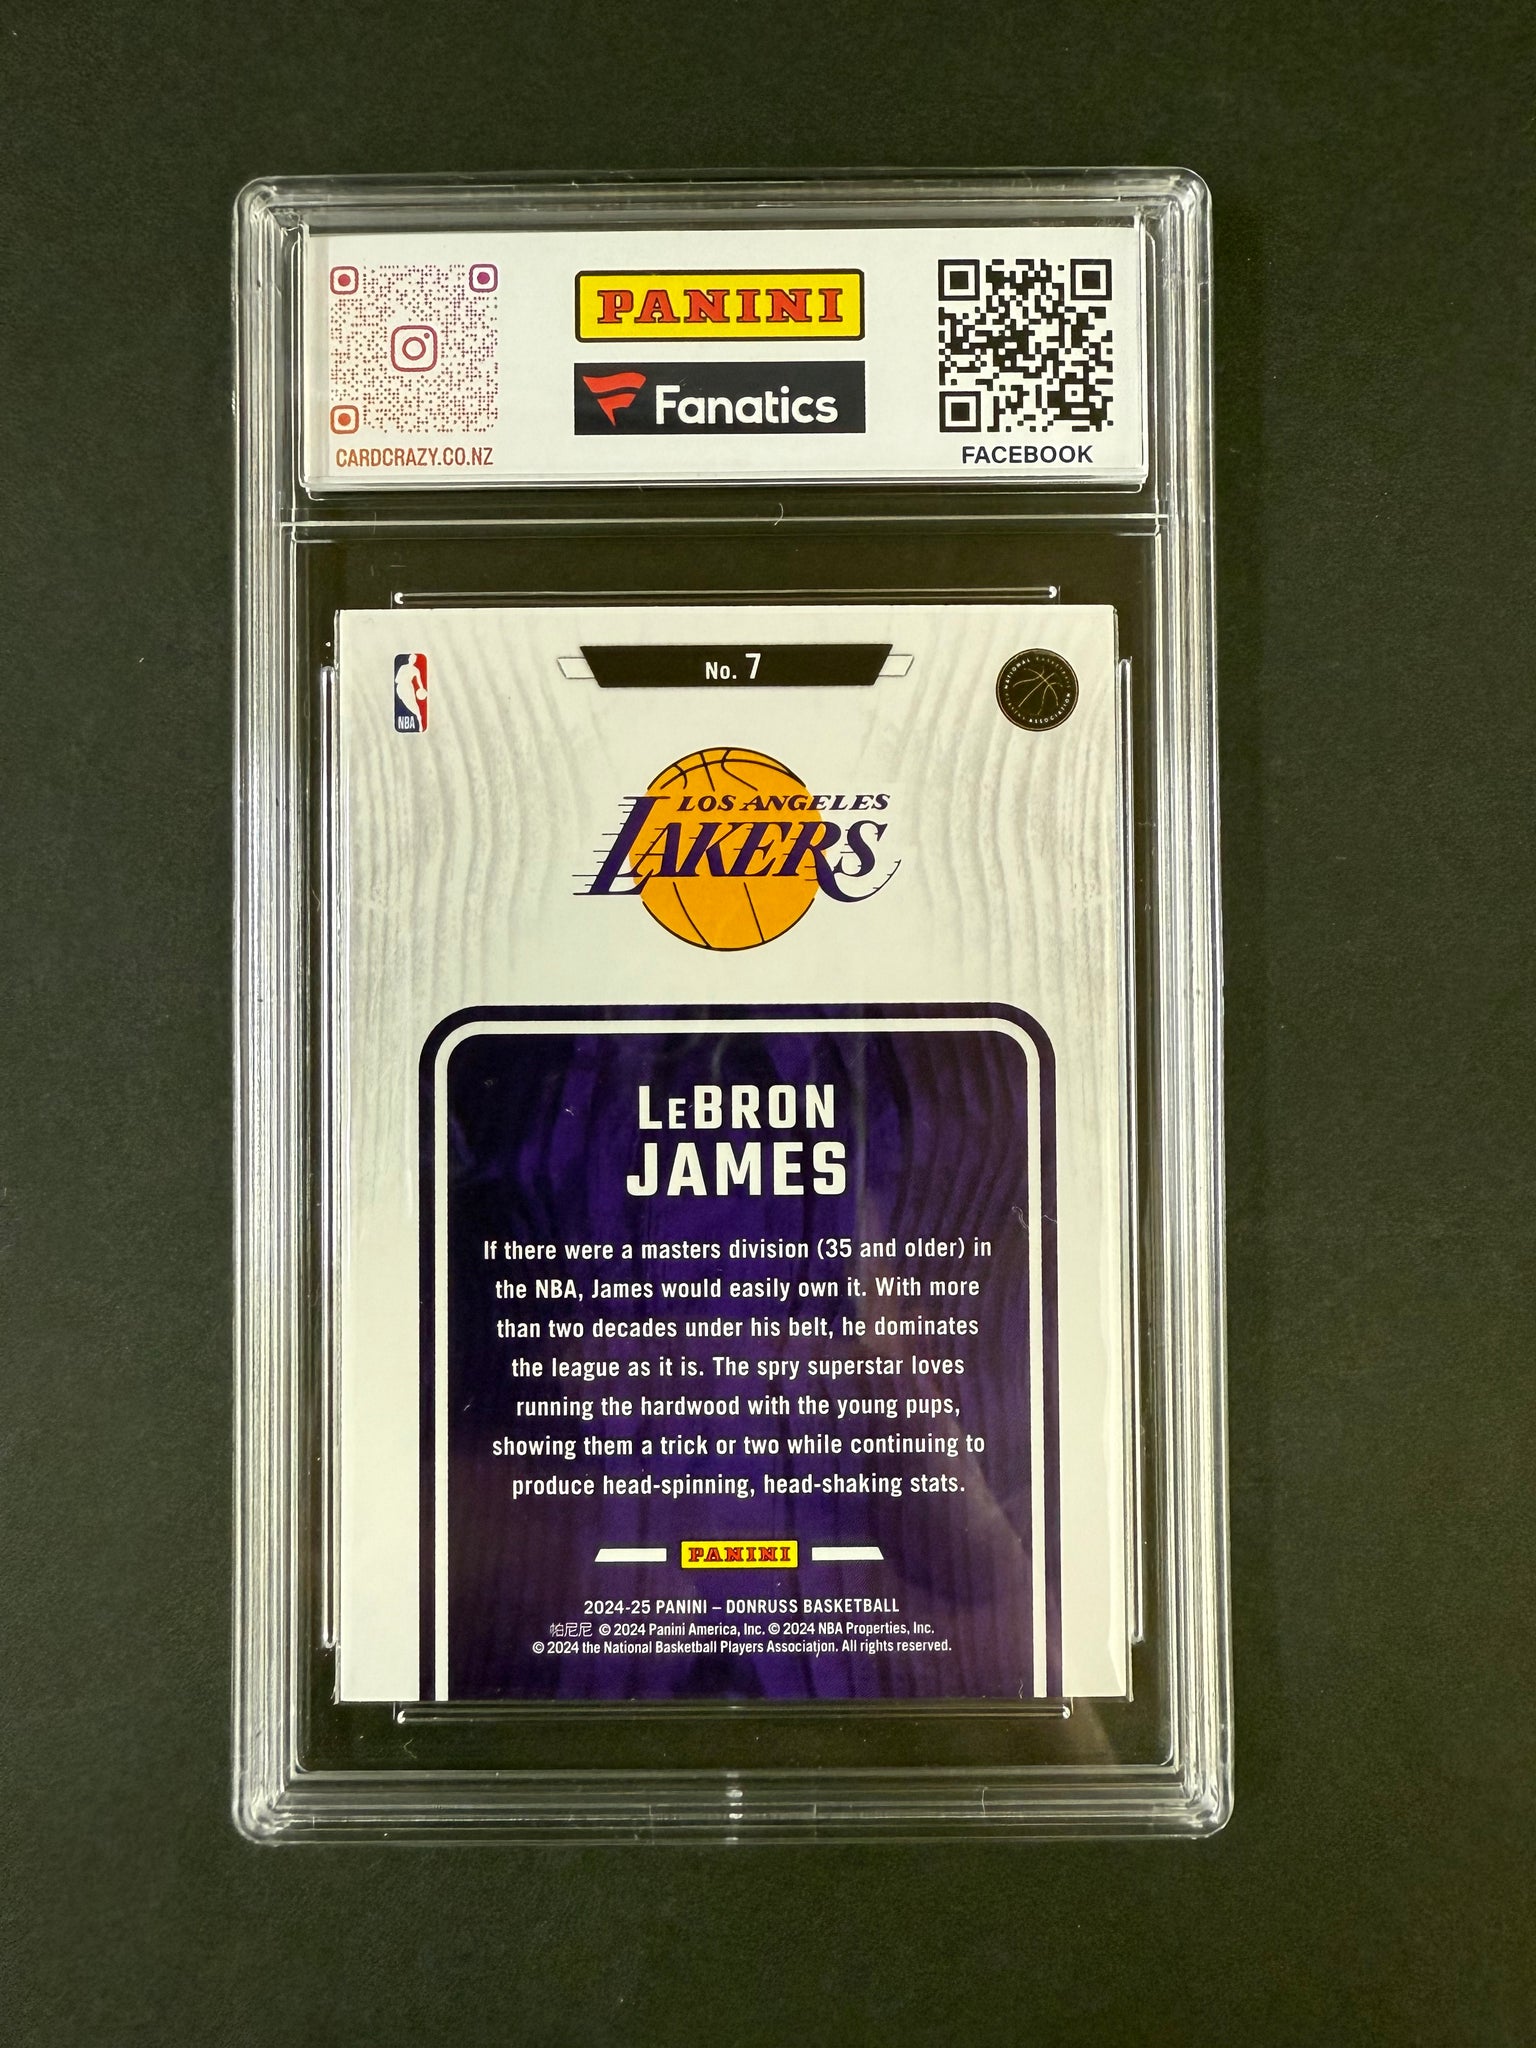 PANINI
Fanatics
CARDCRAZY.CO.NZ
FACEBOOK
No. 7
NBA
NATIONAL BASKETBALL
ASSOCIATION
LOS ANGELES
LAKERS
LeBRON
JAMES
If there were a masters division (35 and older) in
the NBA, James would easily own it. With more
than two decades under his belt, he dominates
the league as it is. The spry superstar loves
running the hardwood with the young pups,
showing them a trick or two while continuing to
produce head-spinning, head-shaking stats.
PANINI
2024-25 PANINI – DONRUSS BASKETBALL
帕尼尼 © 2024 Panini America, Inc. © 2024 NBA Properties, Inc.
© 2024 the National Basketball Players Association. All rights reserved.